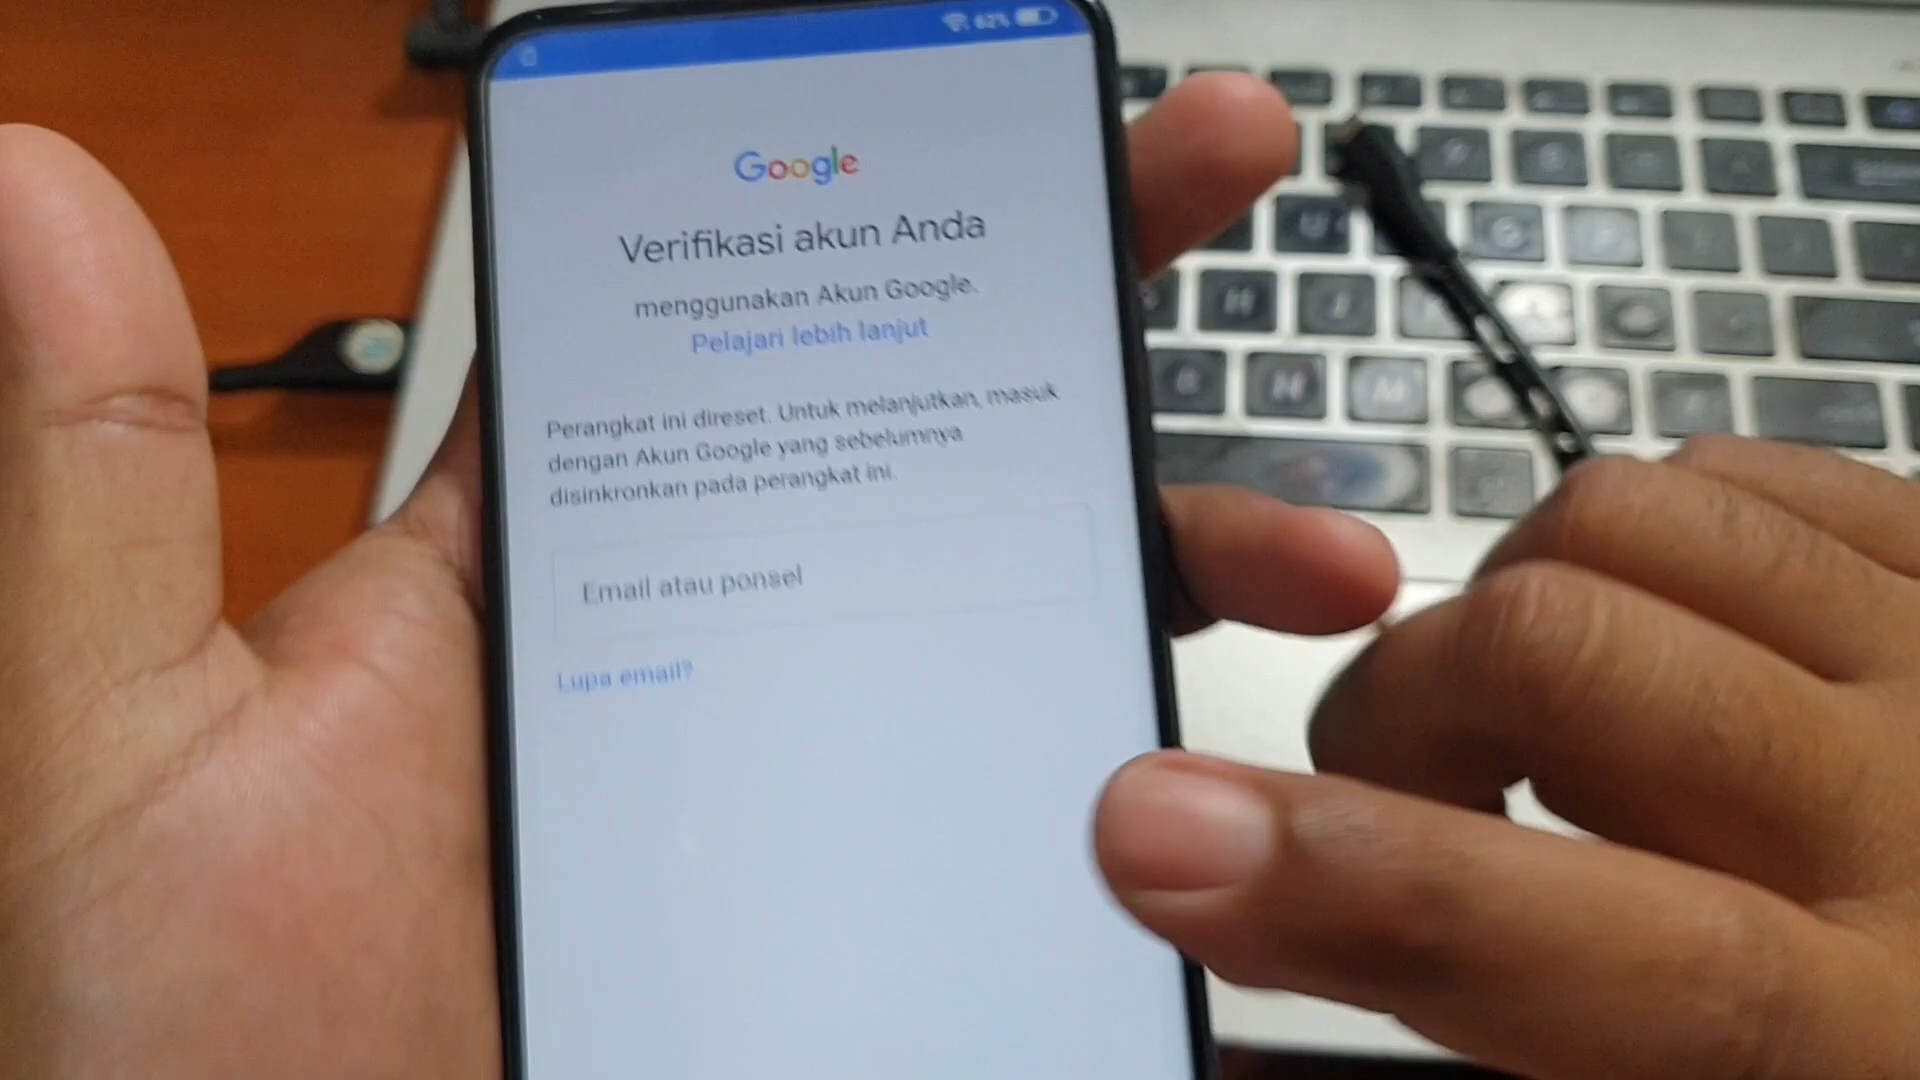 62%
Google
Verifikasi akun Anda
menggunakan Akun Google.
Pelajari lebih lanjut
Perangkat ini direset. Untuk melanjutkan, masuk
dengan Akun Google yang sebelumnya
disinkronkan pada perangkat ini.
Email atau ponsel
Lupa email?